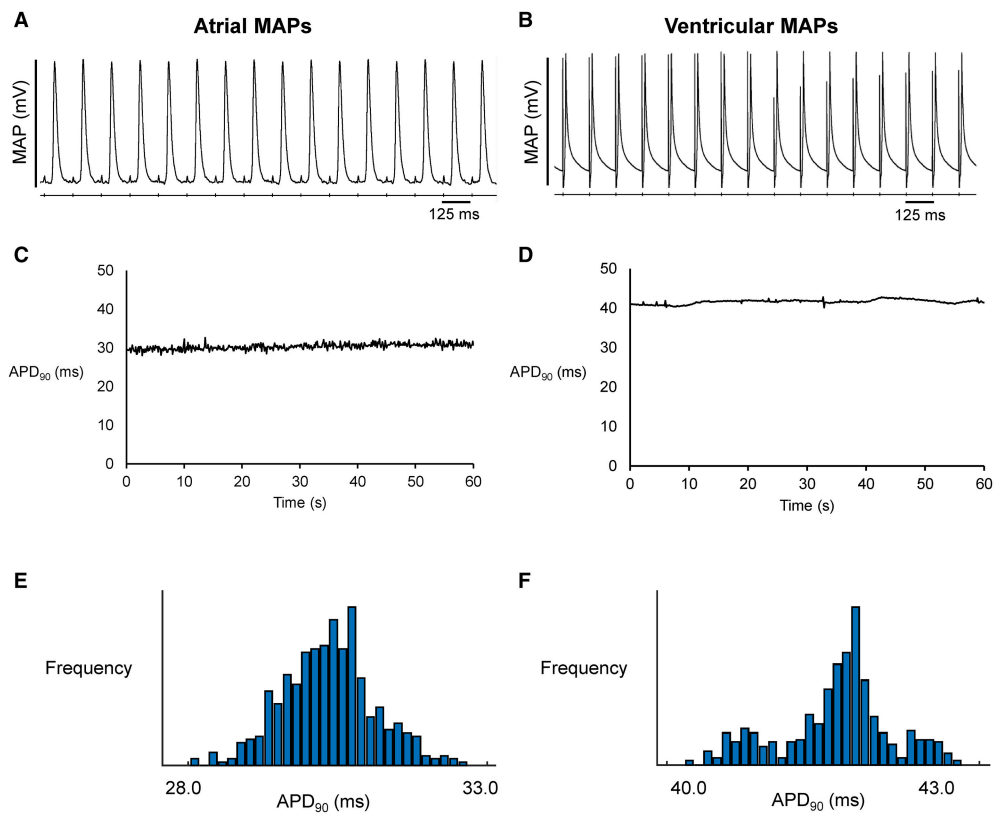 A
Atrial MAPs
B
Ventricular MAPs
MAP (mV)
125 ms
MAP (mV)
125 ms
C
50
40
30
20
10
0
APD90 (ms)
0 10 20 30 40 50 60
Time (s)
D
50
40
30
20
10
0
APD90 (ms)
0 10 20 30 40 50 60
Time (s)
E
Frequency
28.0 33.0
APD90 (ms)
F
Frequency
40.0 43.0
APD90 (ms)